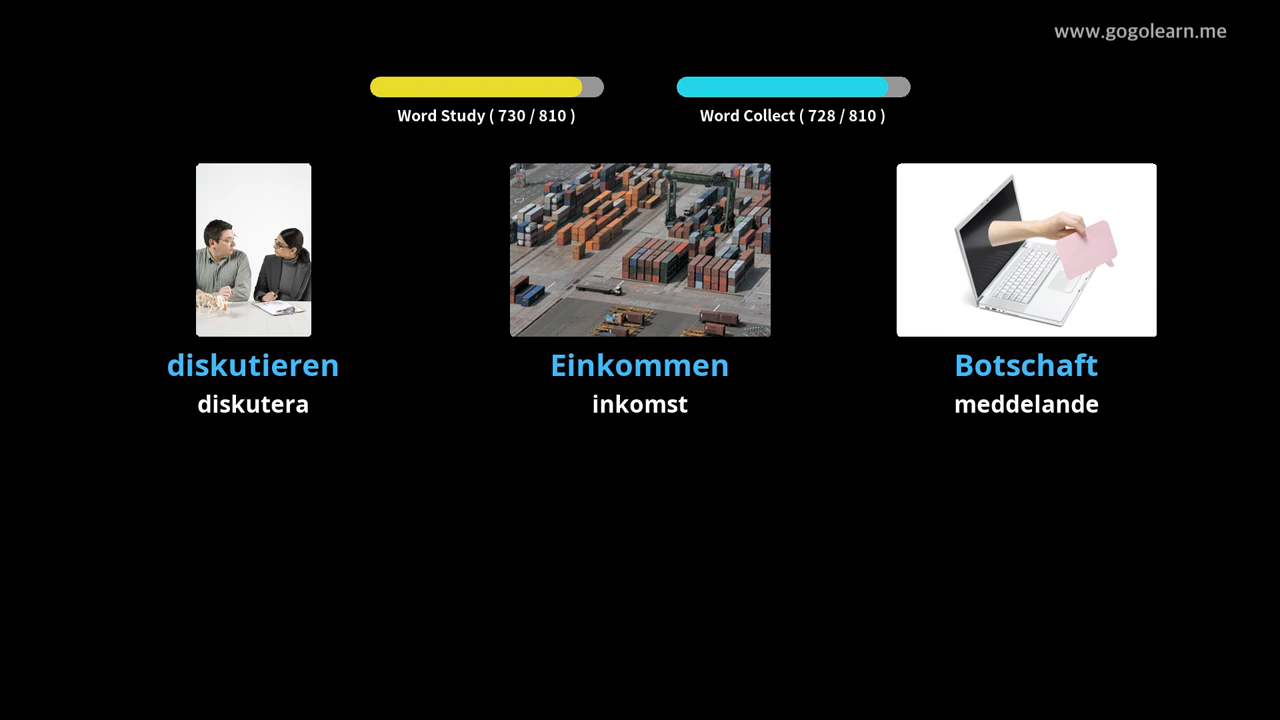 www.gogolearn.me
Word Study ( 730 / 810 )
Word Collect ( 728 / 810 )
diskutieren
diskutera
Einkommen
inkomst
Botschaft
meddelande